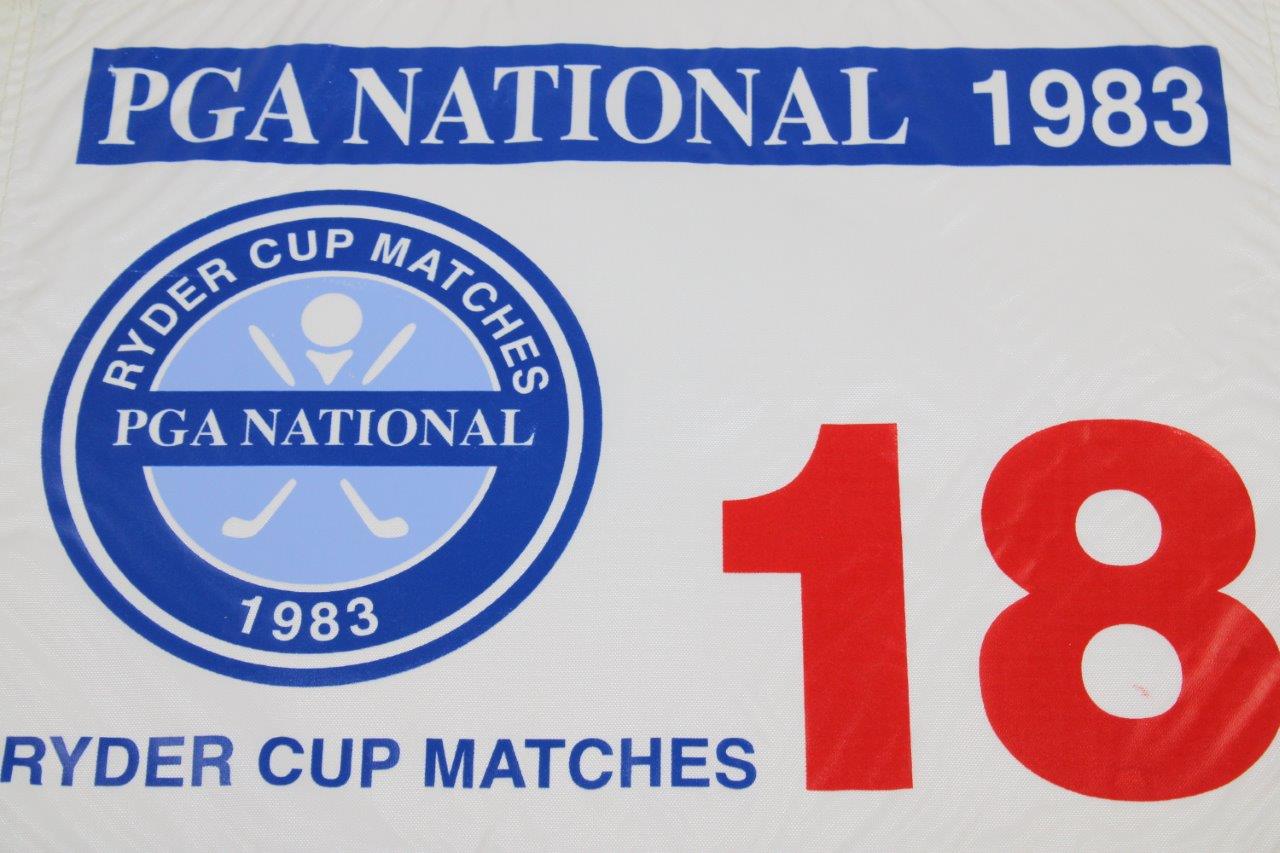 PGA NATIONAL 1983
RYDER CUP MATCHES
PGA NATIONAL
1983
18
RYDER CUP MATCHES